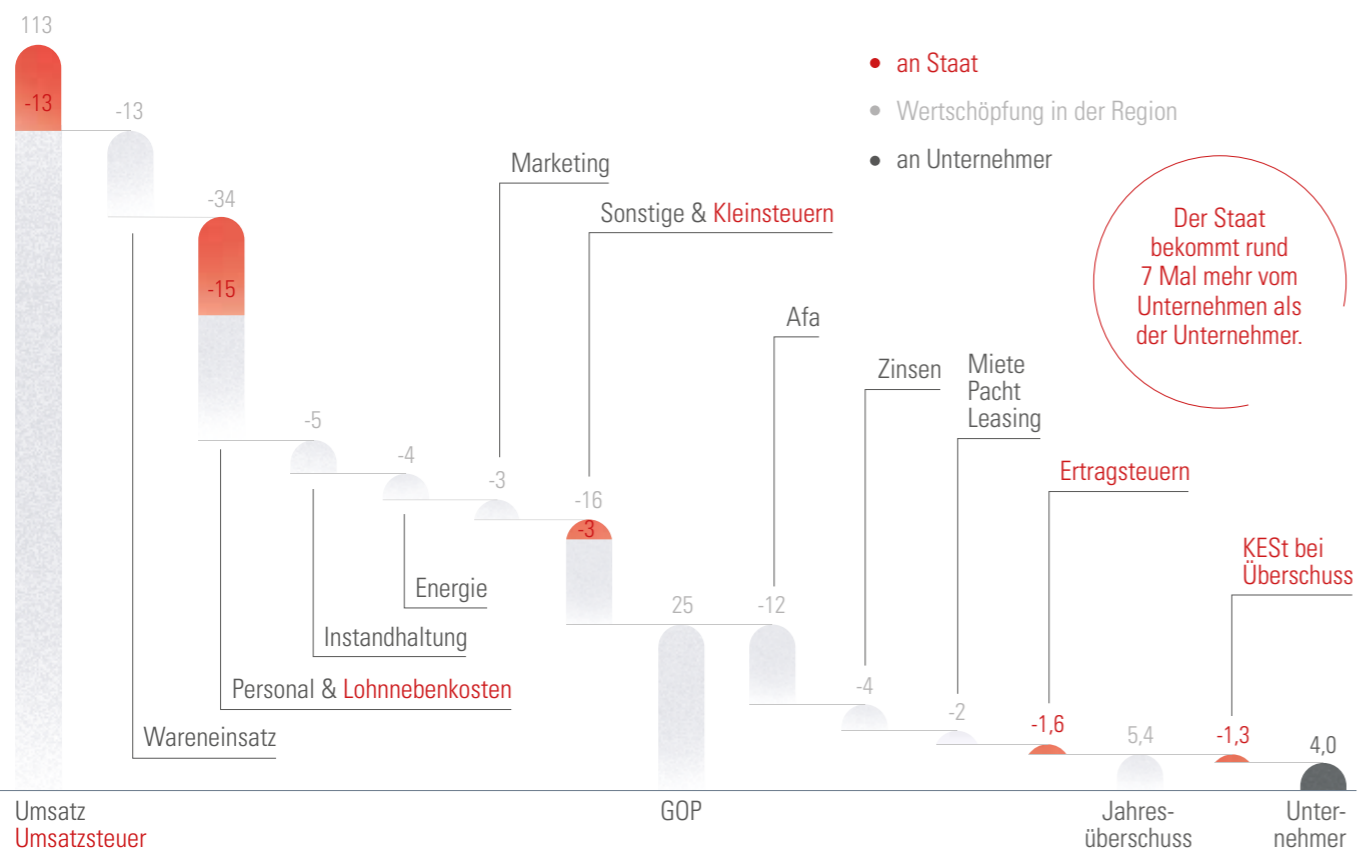 113
-13
-13
-34
-15
-5
-4
-3
-16
-3
25
-12
-4
-2
-1,6
5,4
-1,3
4,0
an Staat
Wertschöpfung in der Region
an Unternehmer
Der Staat
bekommt rund
7 Mal mehr vom
Unternehmen als
der Unternehmer.
Marketing
Sonstige & Kleinsteuern
Afa
Zinsen
Miete
Pacht
Leasing
Ertragsteuern
KESt bei
Überschuss
Energie
Instandhaltung
Personal & Lohnnebenkosten
Wareneinsatz
Umsatz
Umsatzsteuer
GOP
Jahres-
überschuss
Unter-
nehmer